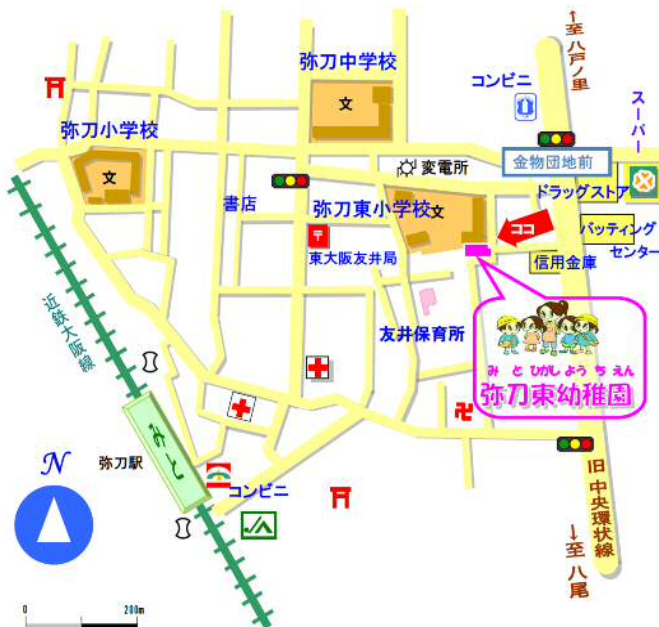 至 八戸ノ里
弥刀中学校
コンビニ
スーパー
文
弥刀小学校
金物団地前
変電所
文
ドラッグストア
書店
弥刀東小学校
文
ココ
バッティング
センター
〒
東大阪友井局
信用金庫
近鉄大阪線
友井保育所
みとひがしようちえん
弥刀東幼稚園
卍
みと
弥刀駅
N
コンビニ
旧中央環状線
至 八尾
0
200m